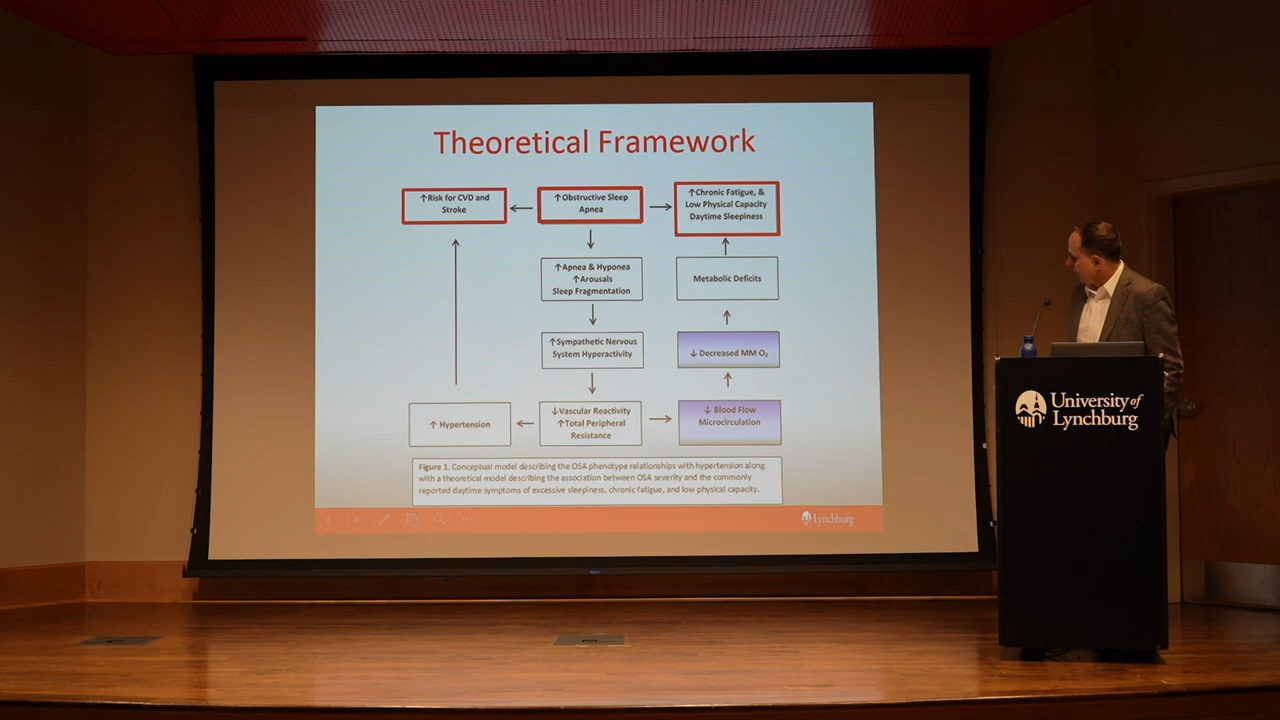 Theoretical Framework
↑Risk for CVD and
Stroke
↑Obstructive Sleep
Apnea
↑Chronic Fatigue, &
Low Physical Capacity
Daytime Sleepiness
↑Apnea & Hyponea
↑Arousals
Sleep Fragmentation
Metabolic Deficits
↑Sympathetic Nervous
System Hyperactivity
↓ Decreased MM O₂
↑ Hypertension
↓Vascular Reactivity
↑Total Peripheral
Resistance
↓ Blood Flow
Microcirculation
Figure 1. Conceptual model describing the OSA phenotype relationships with hypertension along
with a theoretical model describing the association between OSA severity and the commonly
reported daytime symptoms of excessive sleepiness, chronic fatigue, and low physical capacity.
Lynchburg
University of
Lynchburg